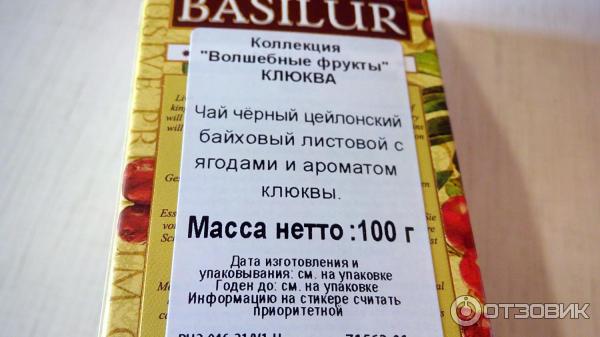 BASILUR
Коллекция
"Волшебные фрукты"
КЛЮКВА
Чай чёрный цейлонский
байховый листовой с
ягодами и ароматом
клюквы.
Масса нетто :100 г
Дата изготовления и
упаковывания: см. на упаковке
Годен до: см. на упаковке
Информацию на стикере считать
приоритетной
ОТЗОВИК